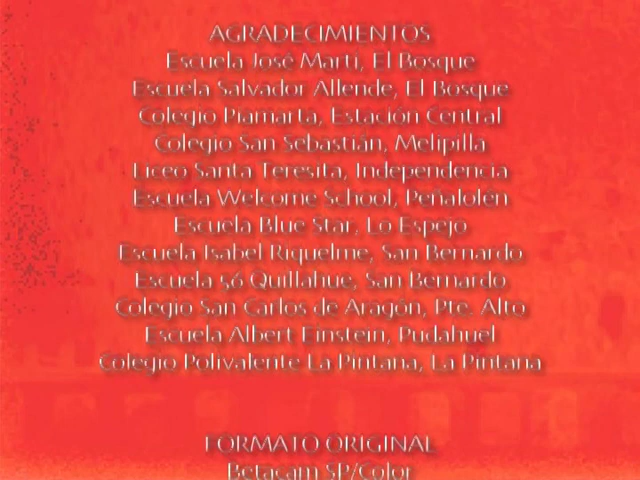 AGRADECIMIENTOS
Escuela José Martí, El Bosque
Escuela Salvador Allende, El Bosque
Colegio Piamarta, Estación Central
Colegio San Sebastián, Melipilla
Liceo Santa Teresita, Independencia
Escuela Welcome School, Peñalolén
Escuela Blue Star, Lo Espejo
Escuela Isabel Riquelme, San Bernardo
Escuela 56 Quillahue, San Bernardo
Colegio San Carlos de Aragón, Pte. Alto
Escuela Albert Einstein, Pudahuel
Colegio Polivalente La Pintana, La Pintana
FORMATO ORIGINAL
Betacam SP/Color